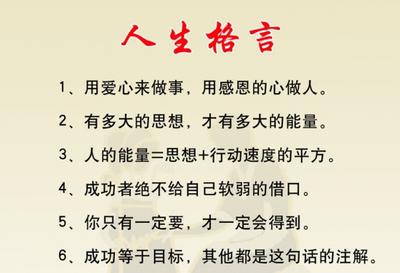 人生格言
1、用爱心来做事，用感恩的心做人。
2、有多大的思想，才有多大的能量。
3、人的能量=思想+行动速度的平方。
4、成功者绝不给自己软弱的借口。
5、你只有一定要，才一定会得到。
6、成功等于目标，其他都是这句话的注解。